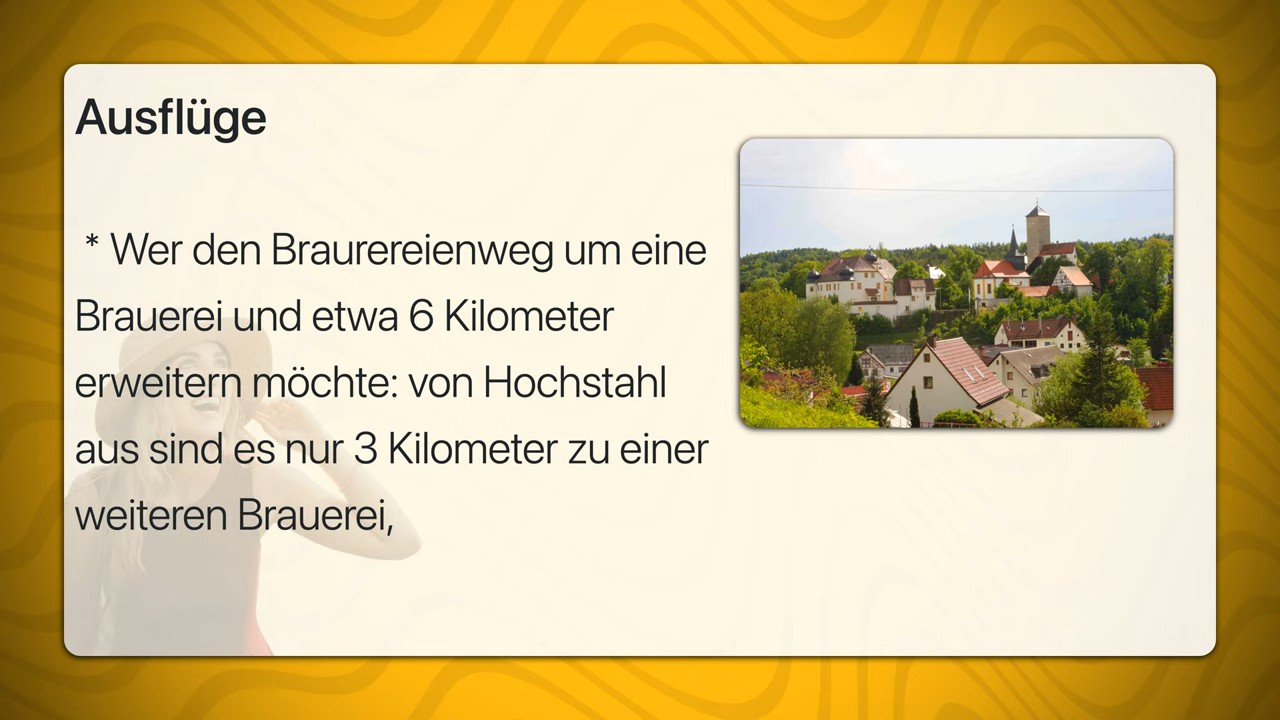 Ausflüge
* Wer den Braurereienweg um eine
Brauerei und etwa 6 Kilometer
erweitern möchte: von Hochstahl
aus sind es nur 3 Kilometer zu einer
weiteren Brauerei,